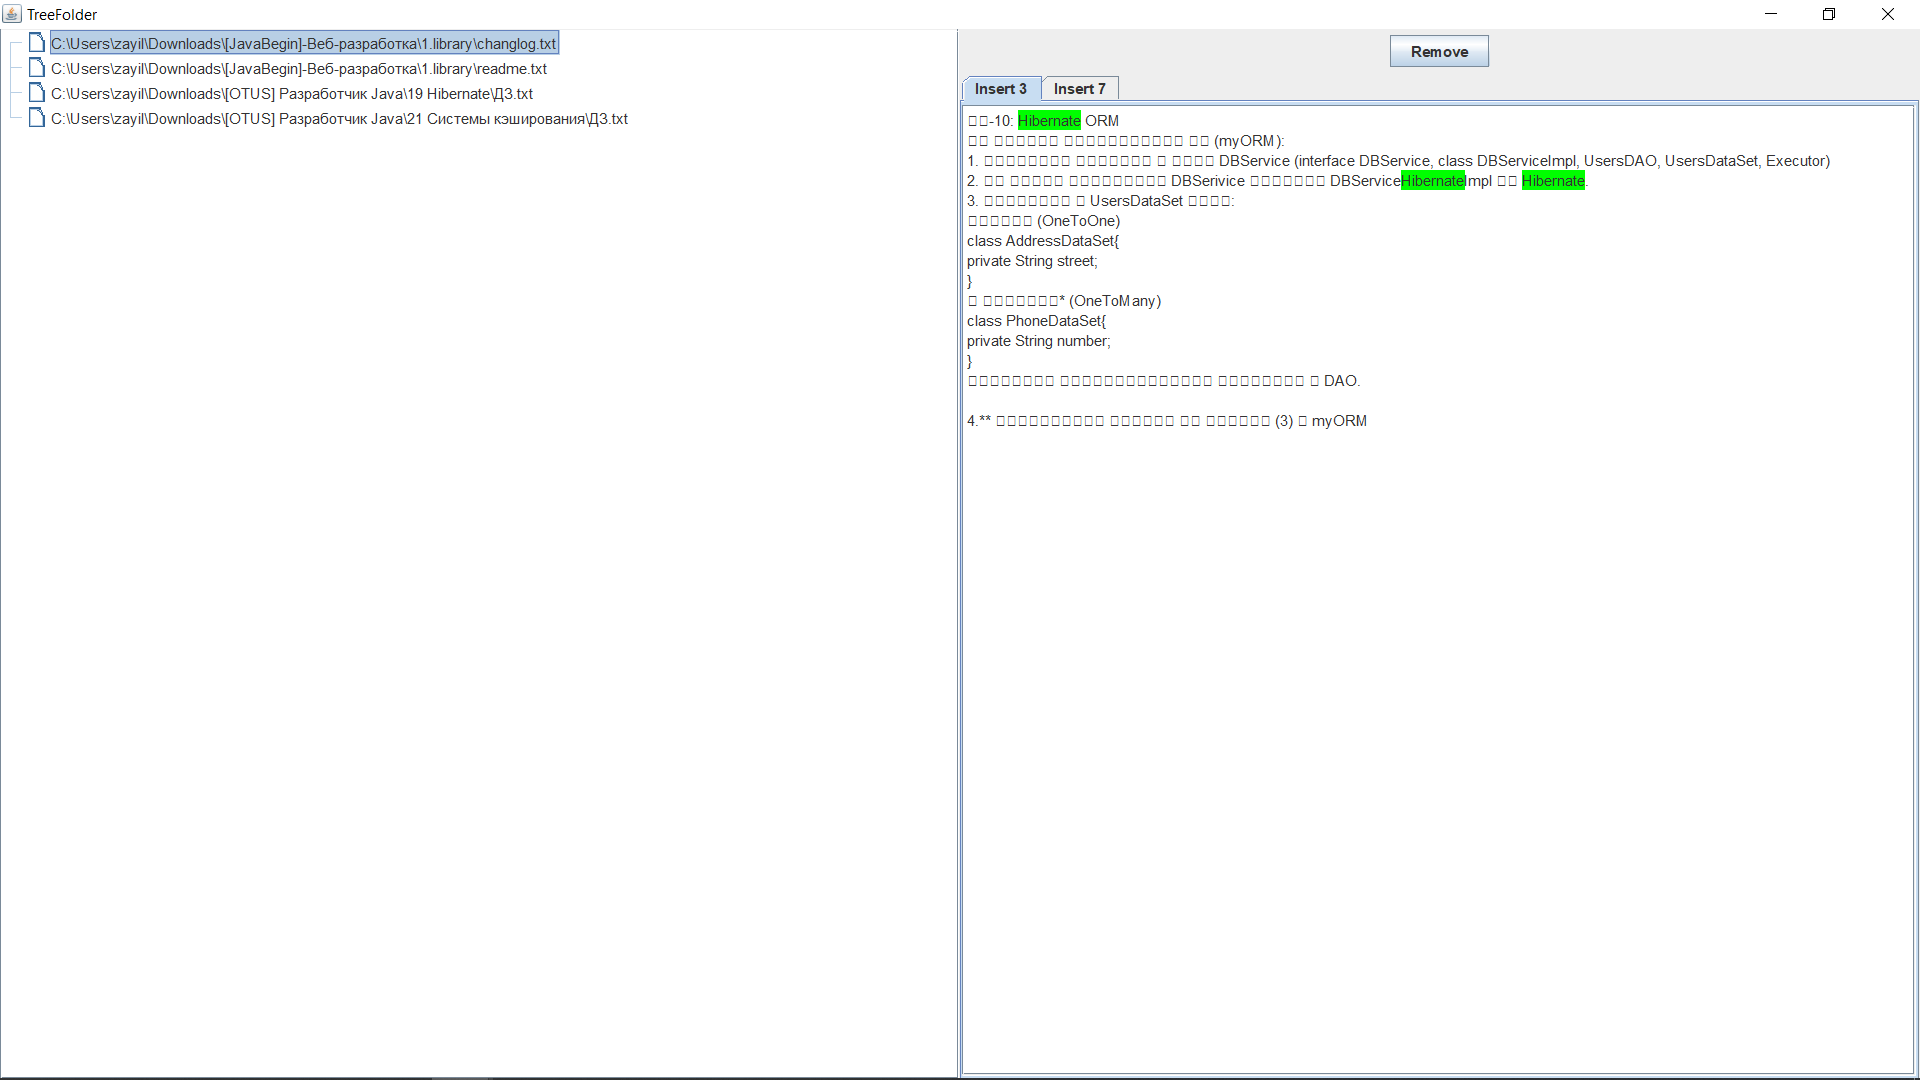 TreeFolder
C:\Users\zayil\Downloads\[JavaBegin]-Веб-разработка\1.library\changlog.txt
C:\Users\zayil\Downloads\[JavaBegin]-Веб-разработка\1.library\readme.txt
C:\Users\zayil\Downloads\[OTUS] Разработчик Java\19 Hibernate\ДЗ.txt
C:\Users\zayil\Downloads\[OTUS] Разработчик Java\21 Системы кэширования\ДЗ.txt
Remove
Insert 3
Insert 7
-10: Hibernate ORM
(myORM):
1. DBService (interface DBService, class DBServiceImpl, UsersDAO, UsersDataSet, Executor)
2. DBSerivice DBServiceHibernateImpl Hibernate.
3. UsersDataSet :
(OneToOne)
class AddressDataSet{
private String street;
}
* (OneToMany)
class PhoneDataSet{
private String number;
}
DAO.
4.** (3) myORM